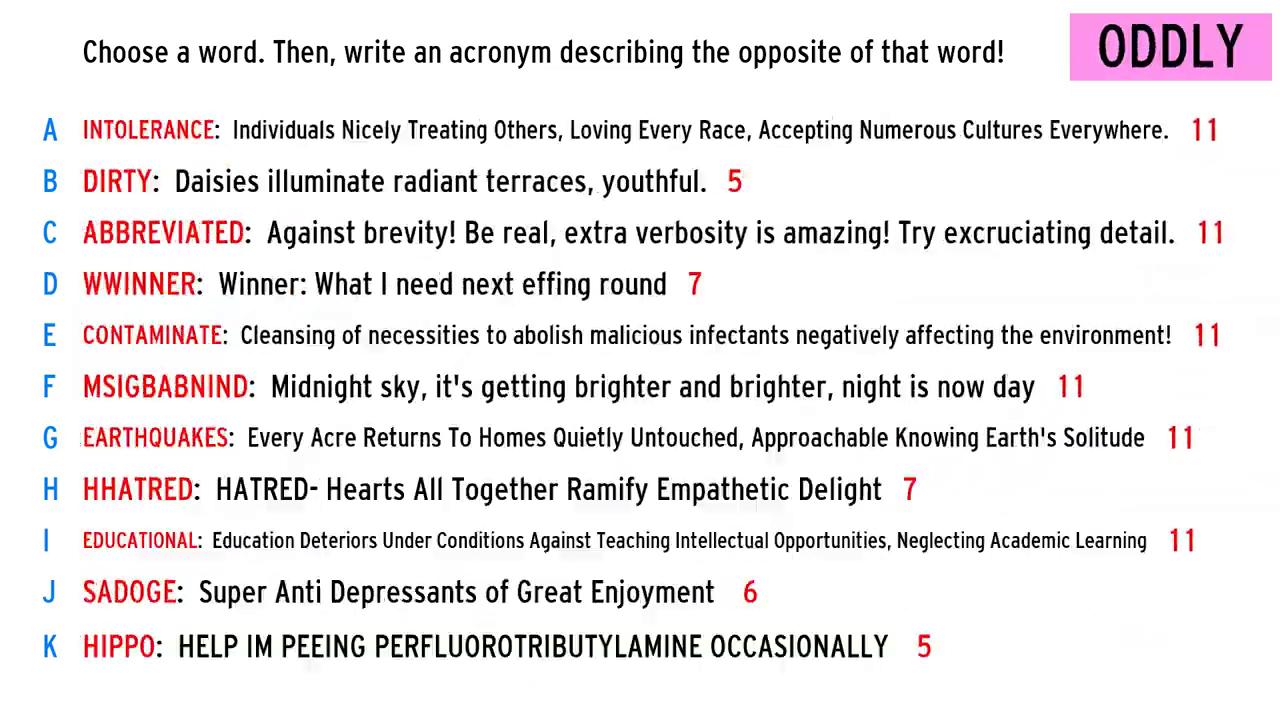 Choose a word. Then, write an acronym describing the opposite of that word!
ODDLY
A INTOLERANCE: Individuals Nicely Treating Others, Loving Every Race, Accepting Numerous Cultures Everywhere. 11
B DIRTY: Daisies illuminate radiant terraces, youthful. 5
C ABBREVIATED: Against brevity! Be real, extra verbosity is amazing! Try excruciating detail. 11
D WWINNER: Winner: What I need next effing round 7
E CONTAMINATE: Cleansing of necessities to abolish malicious infectants negatively affecting the environment! 11
F MSIGBABNIND: Midnight sky, it's getting brighter and brighter, night is now day 11
G EARTHQUAKES: Every Acre Returns To Homes Quietly Untouched, Approachable Knowing Earth's Solitude 11
H HHATRED: HATRED- Hearts All Together Ramify Empathetic Delight 7
I EDUCATIONAL: Education Deteriors Under Conditions Against Teaching Intellectual Opportunities, Neglecting Academic Learning 11
J SADOGE: Super Anti Depressants of Great Enjoyment 6
K HIPPO: HELP IM PEEING PERFLUOROTRIBUTYLAMINE OCCASIONALLY 5